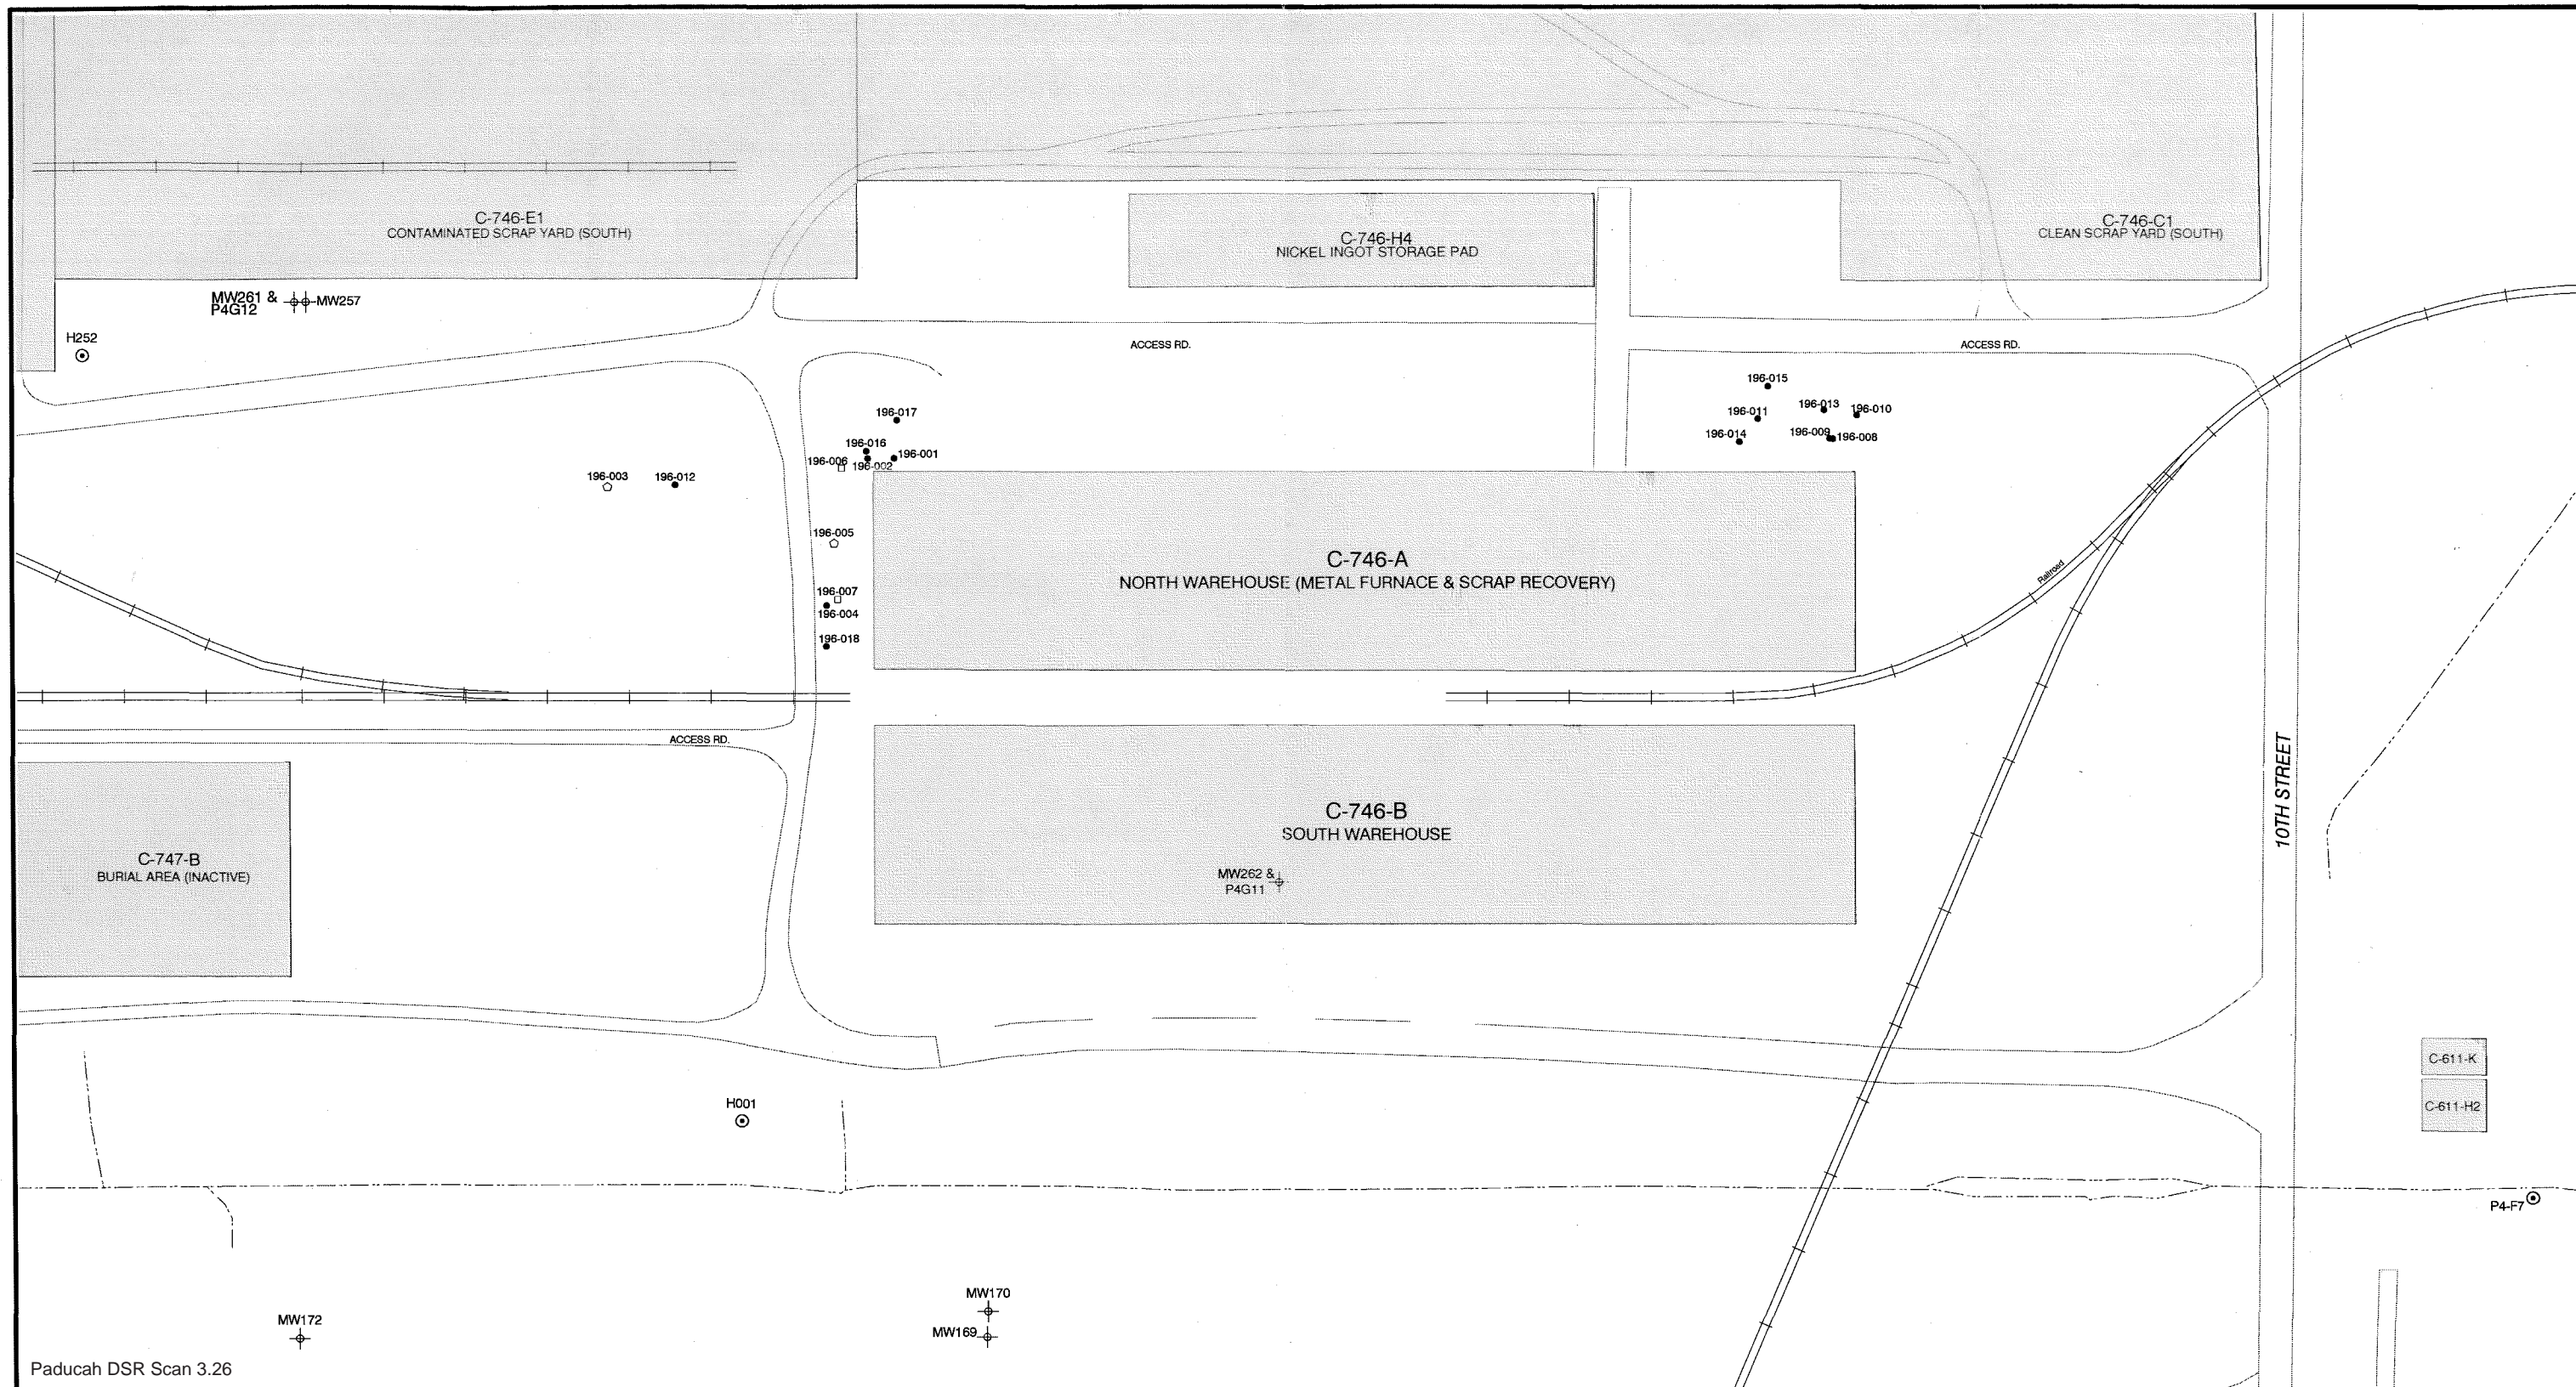 C-746-E1
CONTAMINATED SCRAP YARD (SOUTH)
C-746-H4
NICKEL INGOT STORAGE PAD
C-746-C1
CLEAN SCRAP YARD (SOUTH)
MW261 &
P4G12
MW257
H252
ACCESS RD.
ACCESS RD.
196-015
196-013
196-010
196-011
196-014
196-009
196-008
196-017
196-016
196-001
196-006
196-002
196-003
196-012
196-005
196-007
196-004
196-018
C-746-A
NORTH WAREHOUSE (METAL FURNACE & SCRAP RECOVERY)
Railroad
ACCESS RD.
10TH STREET
C-746-B
SOUTH WAREHOUSE
MW262 &
P4G11
C-747-B
BURIAL AREA (INACTIVE)
C-611-K
C-611-H2
H001
P4-F7
MW170
MW169
MW172
Paducah DSR Scan 3.26